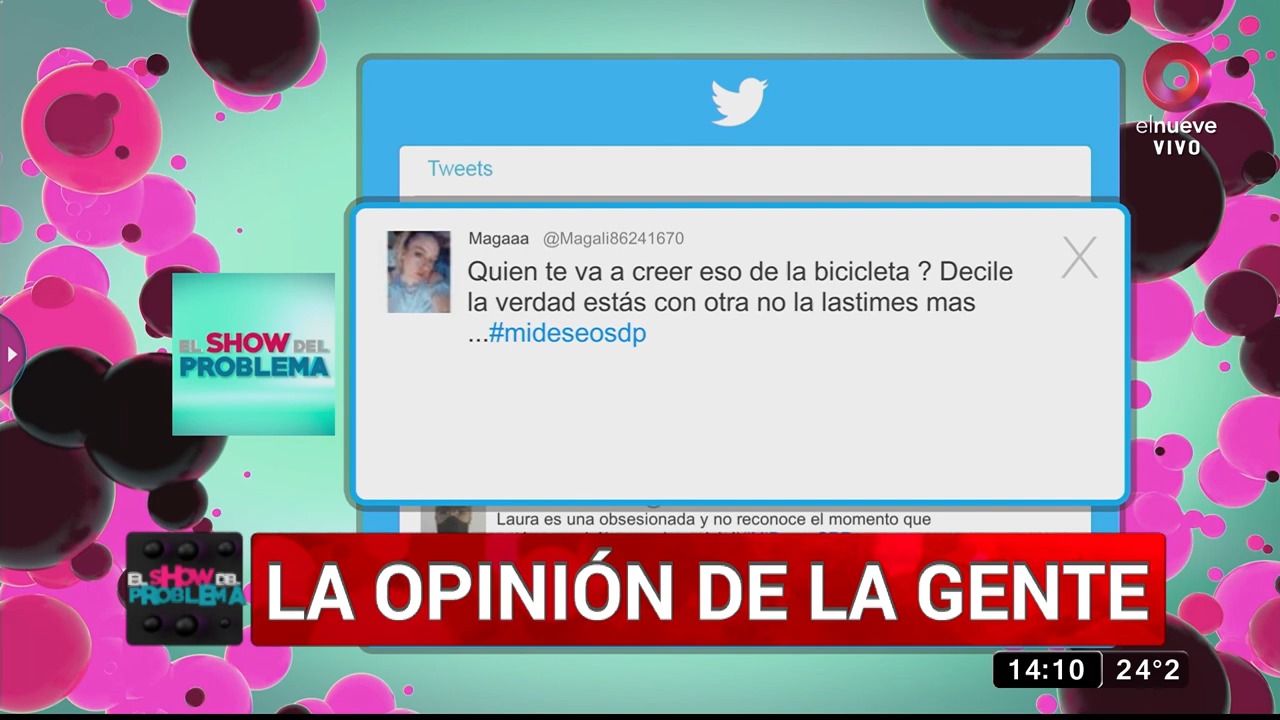 elnueve
VIVO
Tweets
Magaaa @Magali86241670
Quien te va a creer eso de la bicicleta ? Decile
la verdad estás con otra no la lastimes mas
...#mideseosdp
X
EL SHOW DEL
PROBLEMA
Laura es una obsesionada y no reconoce el momento que
EL SHOW DEL
PROBLEMA
LA OPINIÓN DE LA GENTE
14:10 24°2